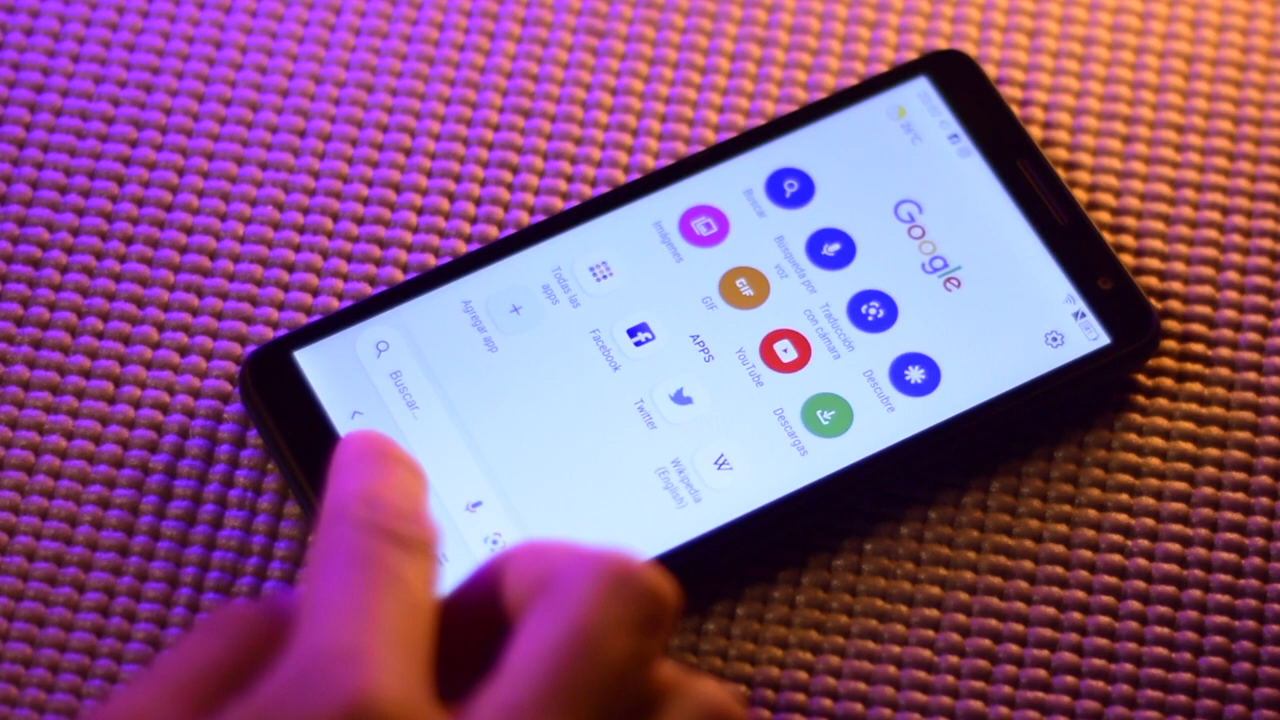 Google
Buscar
Búsqueda por
voz
Traducción
con cámara
Descubre
Imágenes
GIF
GIF
YouTube
Descargas
APPS
Todas las
apps
Facebook
Twitter
W
Wikipedia
(English)
Agregar app
Buscar...